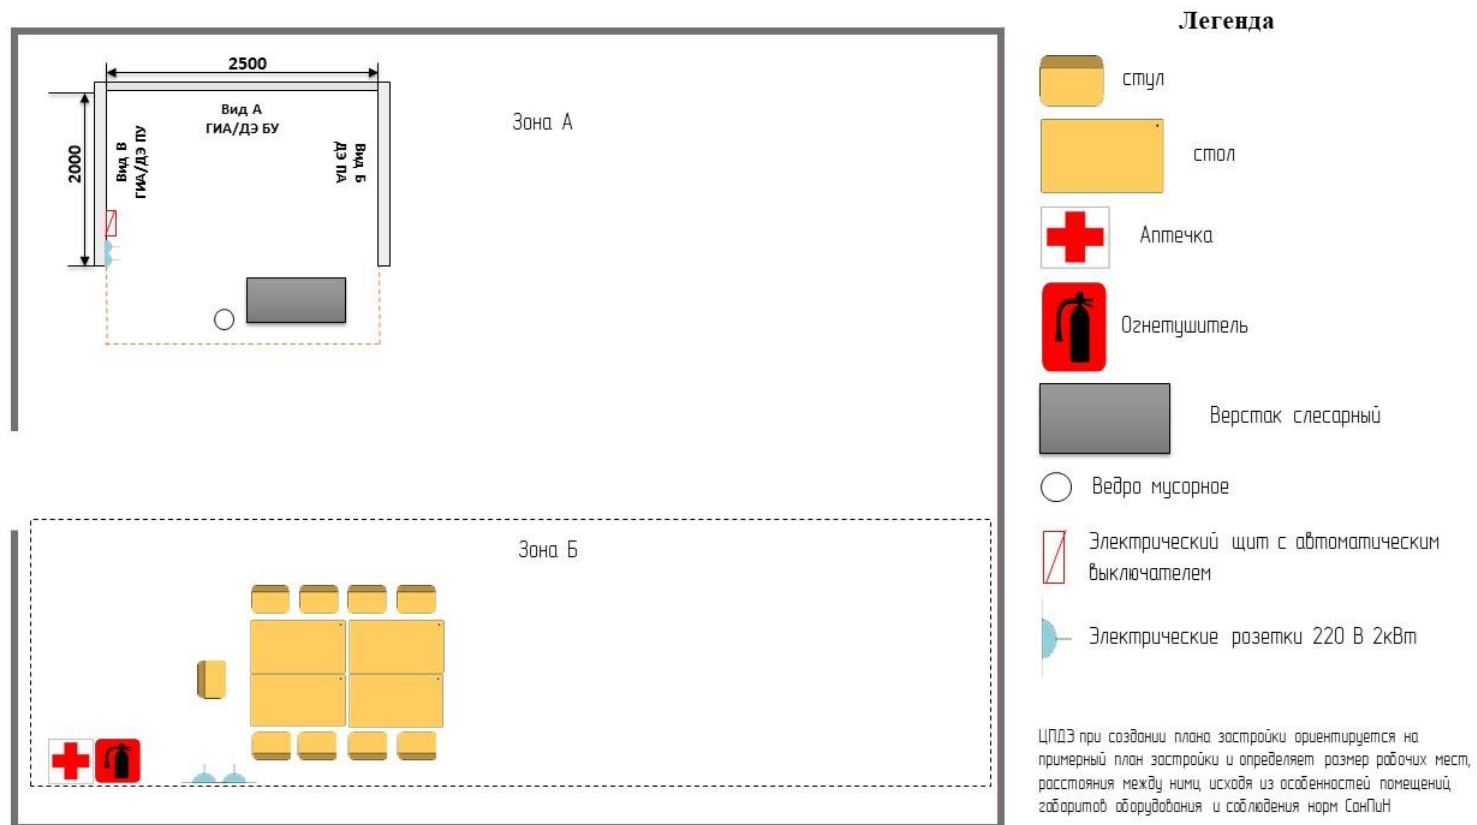 Легенда
2500
Вид А
ГИА/ДЭ БУ
2000
Вид В
ГИА/ДЭ ПУ
Вид Б
ДЭ ПА
Зона А
стул
стол
Аптечка
Огнетушитель
Верстак слесарный
Ведро мусорное
Зона Б
Электрический щит с автоматическим
выключателем
Электрические розетки 220 В 2кВт
ЦПДЭ при создании плана застройки ориентируется на
примерный план застройки и определяет размер рабочих мест,
расстояния между ними, исходя из особенностей помещений,
габаритов оборудования и соблюдения норм СанПиН